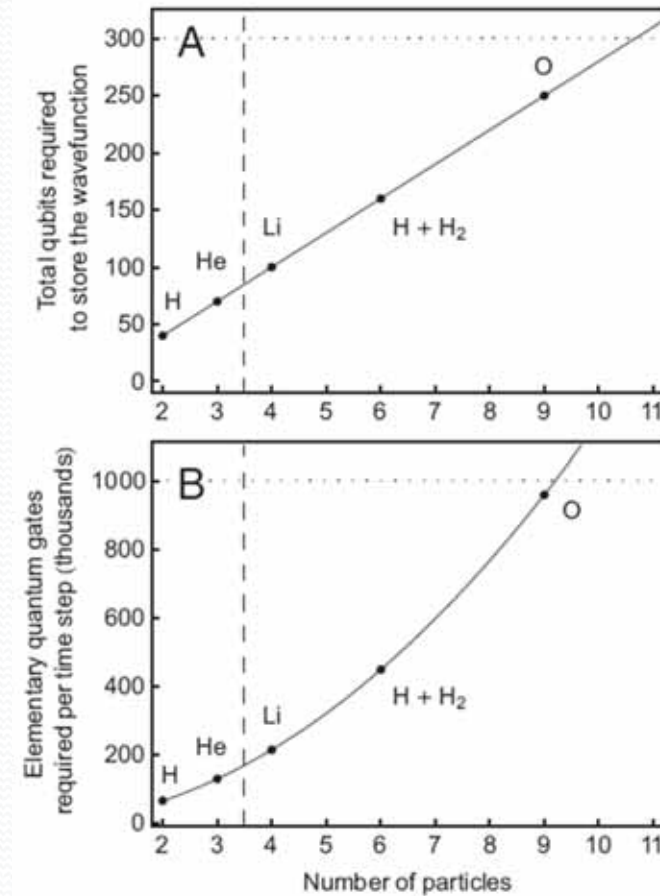 A
Total qubits required
to store the wavefunction
300
250
200
150
100
50
0
H
He
Li
H + H₂
O
2 3 4 6 7 8 9 10 11
B
Elementary quantum gates
required per time step (thousands)
1000
800
600
400
200
0
H
He
Li
H + H₂
O
2 3 4 5 6 7 8 9 10 11
Number of particles